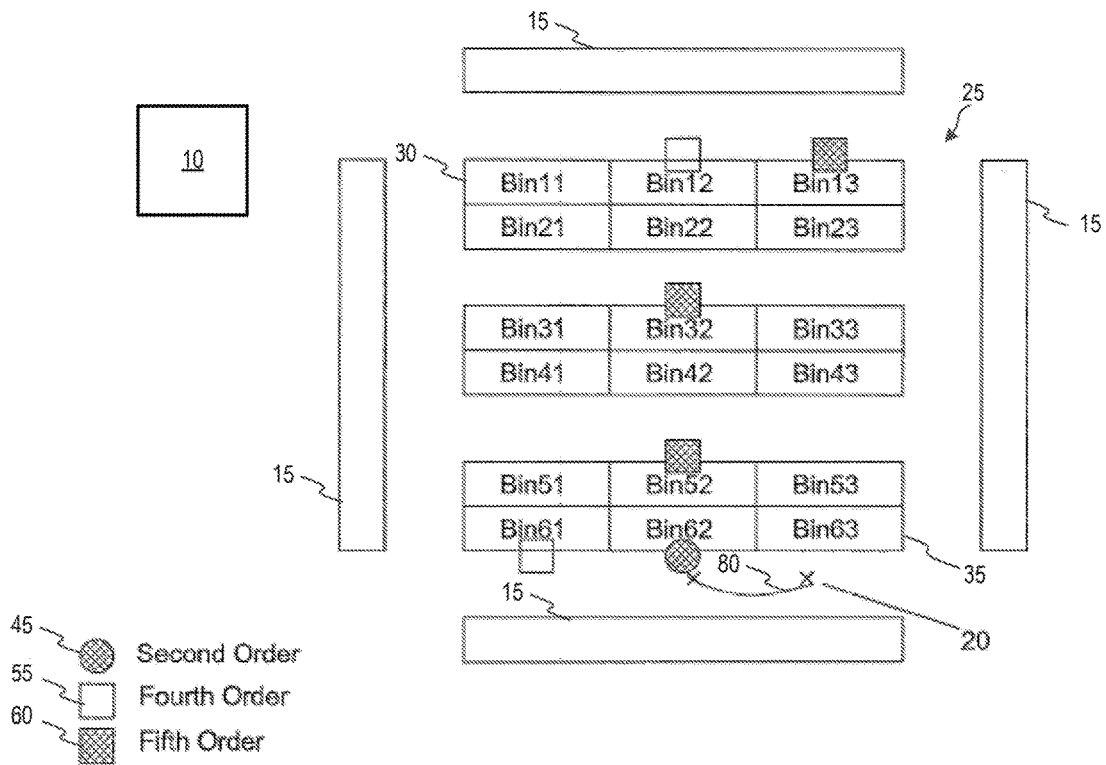 15
25
10
30
Bin11 Bin12 Bin13
15
Bin21 Bin22 Bin23
Bin31 Bin32 Bin33
Bin41 Bin42 Bin43
15
Bin51 Bin52 Bin53
Bin61 Bin62 Bin63
80
35
15
20
45 Second Order
55 Fourth Order
60 Fifth Order